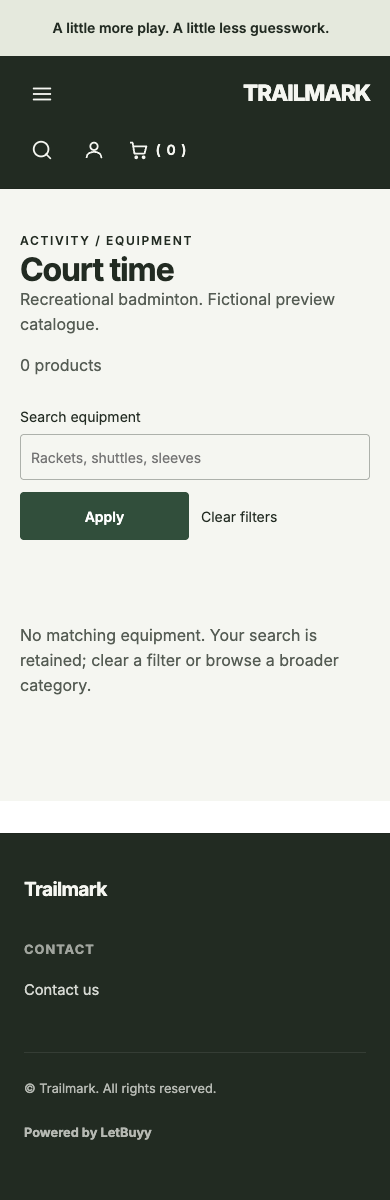 A little more play. A little less guesswork.
TRAILMARK
( 0 )
ACTIVITY / EQUIPMENT
Court time
Recreational badminton. Fictional preview
catalogue.
0 products
Search equipment
Rackets, shuttles, sleeves
Apply
Clear filters
No matching equipment. Your search is
retained; clear a filter or browse a broader
category.
Trailmark
CONTACT
Contact us
© Trailmark. All rights reserved.
Powered by LetBuyy